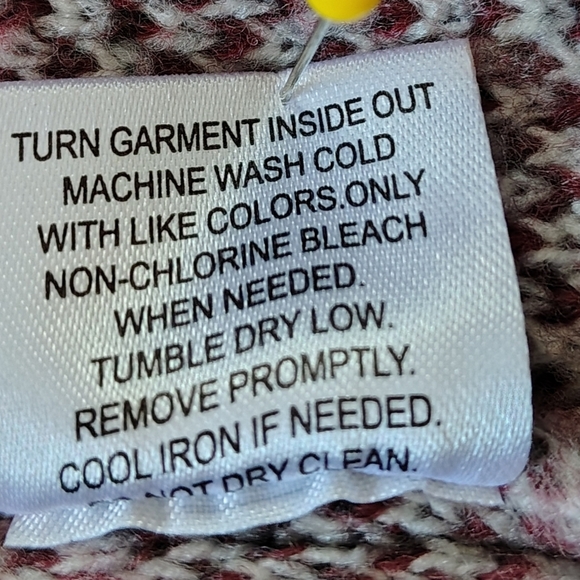 TURN GARMENT INSIDE OUT
MACHINE WASH COLD
WITH LIKE COLORS.ONLY
NON-CHLORINE BLEACH
WHEN NEEDED.
TUMBLE DRY LOW.
REMOVE PROMPTLY.
COOL IRON IF NEEDED.
DO NOT DRY CLEAN.